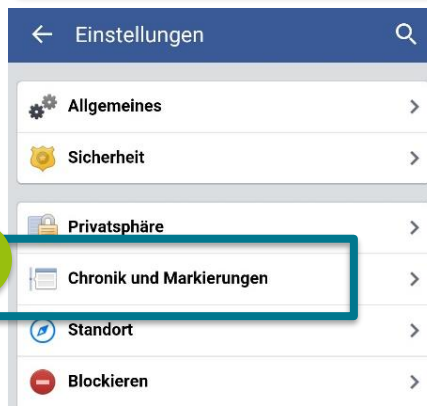 Einstellungen
Allgemeines
Sicherheit
Privatsphäre
Chronik und Markierungen
Standort
Blockieren